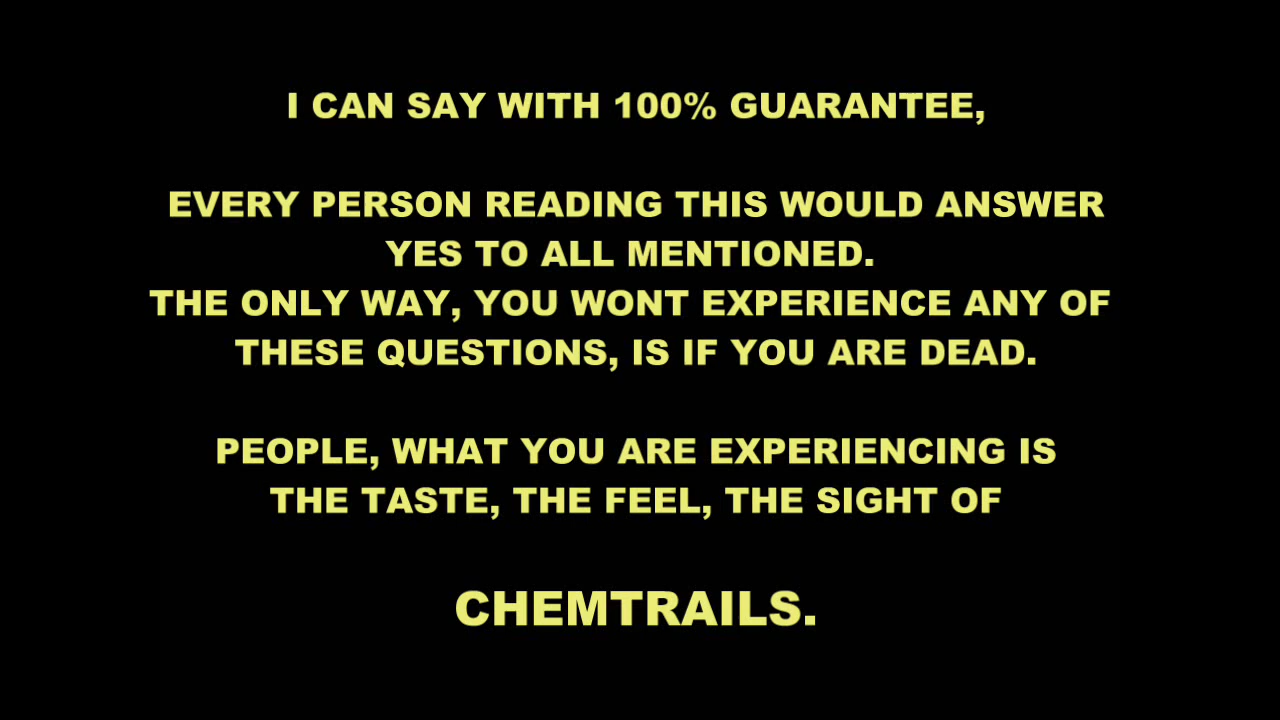 I CAN SAY WITH 100% GUARANTEE,
EVERY PERSON READING THIS WOULD ANSWER
YES TO ALL MENTIONED.
THE ONLY WAY, YOU WONT EXPERIENCE ANY OF
THESE QUESTIONS, IS IF YOU ARE DEAD.
PEOPLE, WHAT YOU ARE EXPERIENCING IS
THE TASTE, THE FEEL, THE SIGHT OF
CHEMTRAILS.